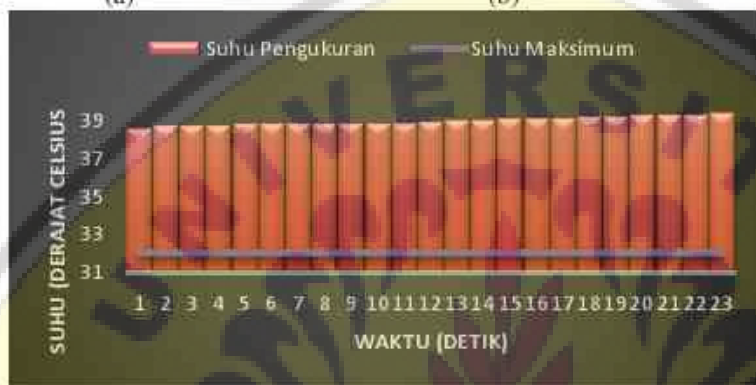 (a) (b)
Suhu Pengukuran Suhu Maksimum
SUHU (DERAJAT CELSIUS
39
37
35
33
31
1 2 3 4 5 6 7 8 9 10 11 12 13 14 15 16 17 18 19 20 21 22 23
WAKTU (DETIK)
UNIVERSI